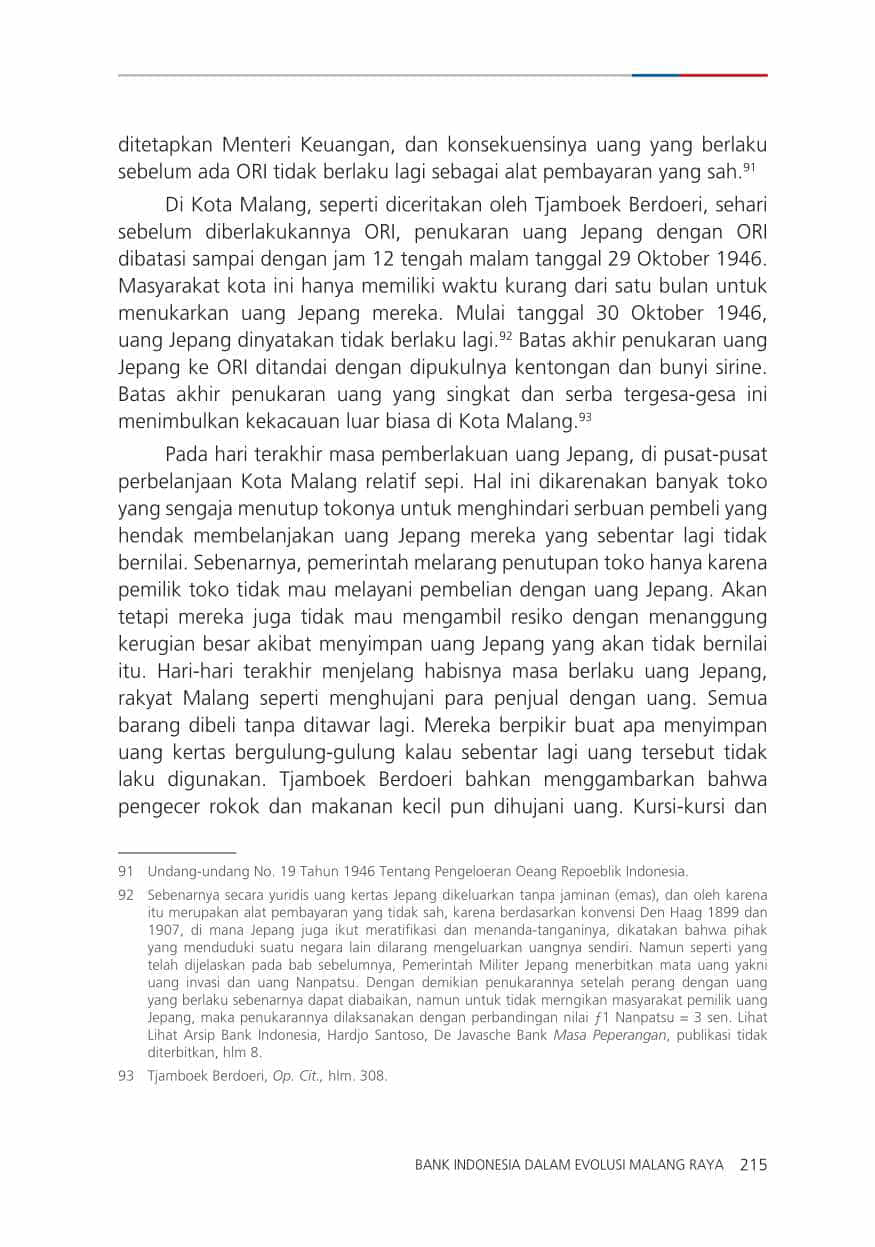 ditetapkan Menteri Keuangan, dan konsekuensinya uang yang berlaku
sebelum ada ORI tidak berlaku lagi sebagai alat pembayaran yang sah.91
Di Kota Malang, seperti diceritakan oleh Tjamboek Berdoeri, sehari
sebelum diberlakukannya ORI, penukaran uang Jepang dengan ORI
dibatasi sampai dengan jam 12 tengah malam tanggal 29 Oktober 1946.
Masyarakat kota ini hanya memiliki waktu kurang dari satu bulan untuk
menukarkan uang Jepang mereka. Mulai tanggal 30 Oktober 1946,
uang Jepang dinyatakan tidak berlaku lagi.92 Batas akhir penukaran uang
Jepang ke ORI ditandai dengan dipukulnya kentongan dan bunyi sirine.
Batas akhir penukaran uang yang singkat dan serba tergesa-gesa ini
menimbulkan kekacauan luar biasa di Kota Malang.93
Pada hari terakhir masa pemberlakuan uang Jepang, di pusat-pusat
perbelanjaan Kota Malang relatif sepi. Hal ini dikarenakan banyak toko
yang sengaja menutup tokonya untuk menghindari serbuan pembeli yang
hendak membelanjakan uang Jepang mereka yang sebentar lagi tidak
bernilai. Sebenarnya, pemerintah melarang penutupan toko hanya karena
pemilik toko tidak mau melayani pembelian dengan uang Jepang. Akan
tetapi mereka juga tidak mau mengambil resiko dengan menanggung
kerugian besar akibat menyimpan uang Jepang yang akan tidak bernilai
itu. Hari-hari terakhir menjelang habisnya masa berlaku uang Jepang,
rakyat Malang seperti menghujani para penjual dengan uang. Semua
barang dibeli tanpa ditawar lagi. Mereka berpikir buat apa menyimpan
uang kertas bergulung-gulung kalau sebentar lagi uang tersebut tidak
laku digunakan. Tjamboek Berdoeri bahkan menggambarkan bahwa
pengecer rokok dan makanan kecil pun dihujani uang. Kursi-kursi dan
91 Undang-undang No. 19 Tahun 1946 Tentang Pengeloeran Oeang Repoeblik Indonesia.
92 Sebenarnya secara yuridis uang kertas Jepang dikeluarkan tanpa jaminan (emas), dan oleh karena
itu merupakan alat pembayaran yang tidak sah, karena berdasarkan konvensi Den Haag 1899 dan
1907, di mana Jepang juga ikut meratifikasi dan menanda-tanganinya, dikatakan bahwa pihak
yang menduduki suatu negara lain dilarang mengeluarkan uangnya sendiri. Namun seperti yang
telah dijelaskan pada bab sebelumnya, Pemerintah Militer Jepang menerbitkan mata uang yakni
uang invasi dan uang Nanpatsu. Dengan demikian penukarannya setelah perang dengan uang
yang berlaku sebenarnya dapat diabaikan, namun untuk tidak merngikan masyarakat pemilik uang
Jepang, maka penukarannya dilaksanakan dengan perbandingan nilai ƒ1 Nanpatsu = 3 sen. Lihat
Lihat Arsip Bank Indonesia, Hardjo Santoso, De Javasche Bank Masa Peperangan, publikasi tidak
diterbitkan, hlm 8.
93 Tjamboek Berdoeri, Op. Cit., hlm. 308.
BANK INDONESIA DALAM EVOLUSI MALANG RAYA 215